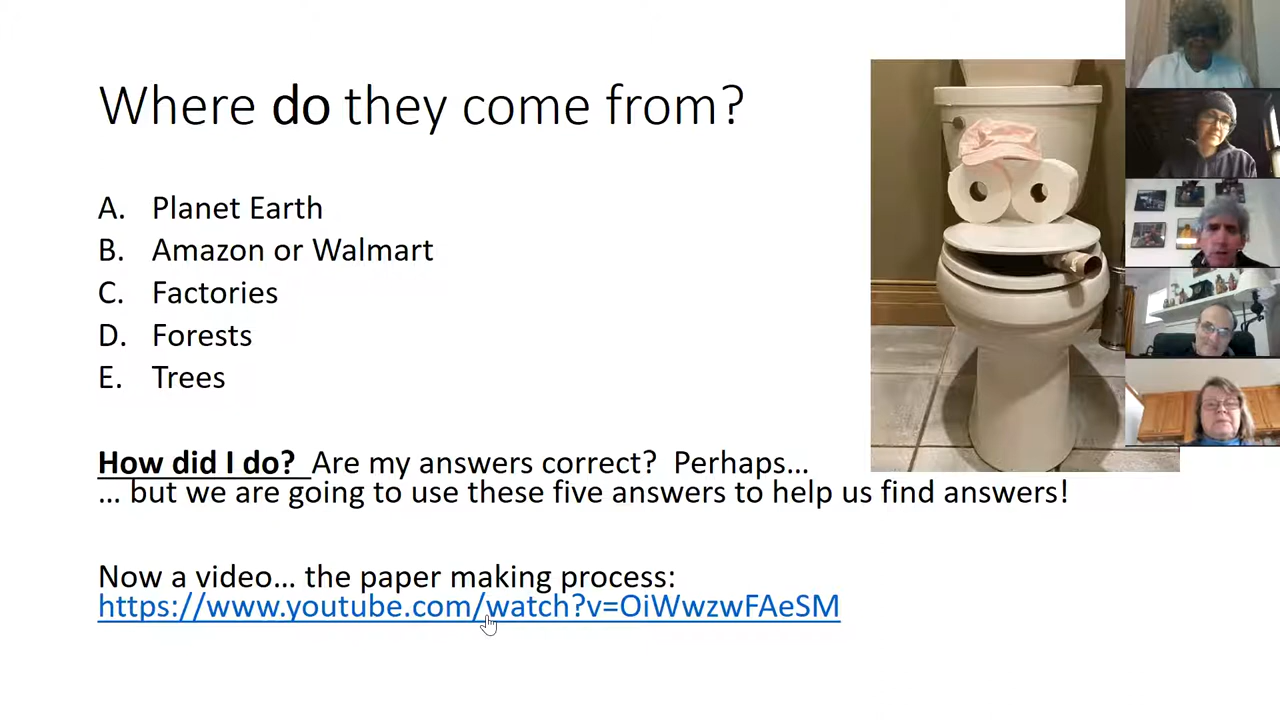 Where do they come from?
A. Planet Earth
B. Amazon or Walmart
C. Factories
D. Forests
E. Trees
How did I do? Are my answers correct? Perhaps…
… but we are going to use these five answers to help us find answers!
Now a video… the paper making process:
https://www.youtube.com/watch?v=OiWwzwFAeSM